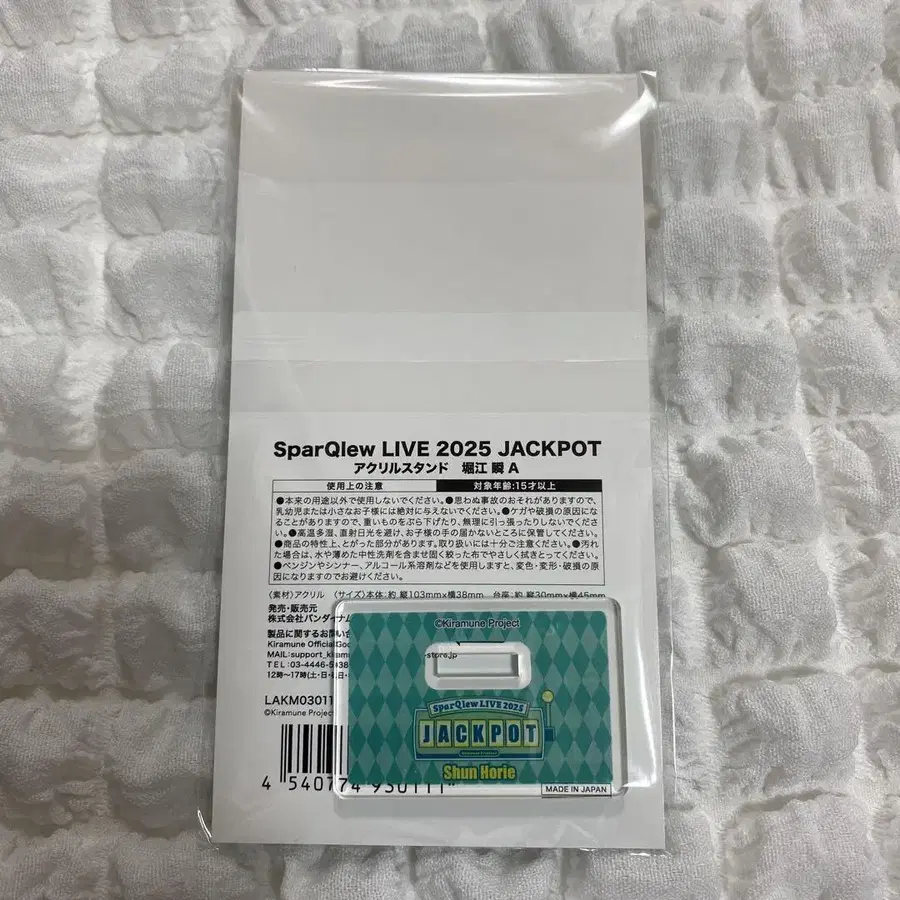 SparQlew LIVE 2025 JACKPOT
アクリルスタンド 堀江 瞬 A
使用上の注意 対象年齢:15才以上
●本来の用途以外で使用しないでください。●思わぬ事故のおそれがありますので、
乳幼児または小さなお子様には絶対に与えないでください。●ケガや破損の原因にな
ることがありますので、重いものをぶら下げたり、無理に引っ張ったりしないでくださ
い。●高温多湿、直射日光を避け、お子様の手の届かないところに保管してください。
●商品の特性上、とがった部分があります。取り扱いには十分ご注意ください。●汚れ
た場合は、水や薄めた中性洗剤を含ませ固く絞った布でやさしく拭きとってください。
●ベンジンやシンナー、アルコール系溶剤などを使用しますと、変色・変形・破損の原
因になりますのでお避けください。
〈素材〉アクリル 〈サイズ〉本体:約 縦103mm×横38mm 台座:約 縦30mm×横45mm
発売・販売元
株式会社バンダイナム
製品に関するお問い合
Kiramune OfficialGoo
MAIL:support_kiram
-store.jp
TEL:03-4446-5
12時〜17時(土・日・
LAKM03011
©Kiramune Project
4 540774 930111
MADE IN JAPAN
©Kiramune Project
SparQlew LIVE 2025
JACKPOT
Shun Horie